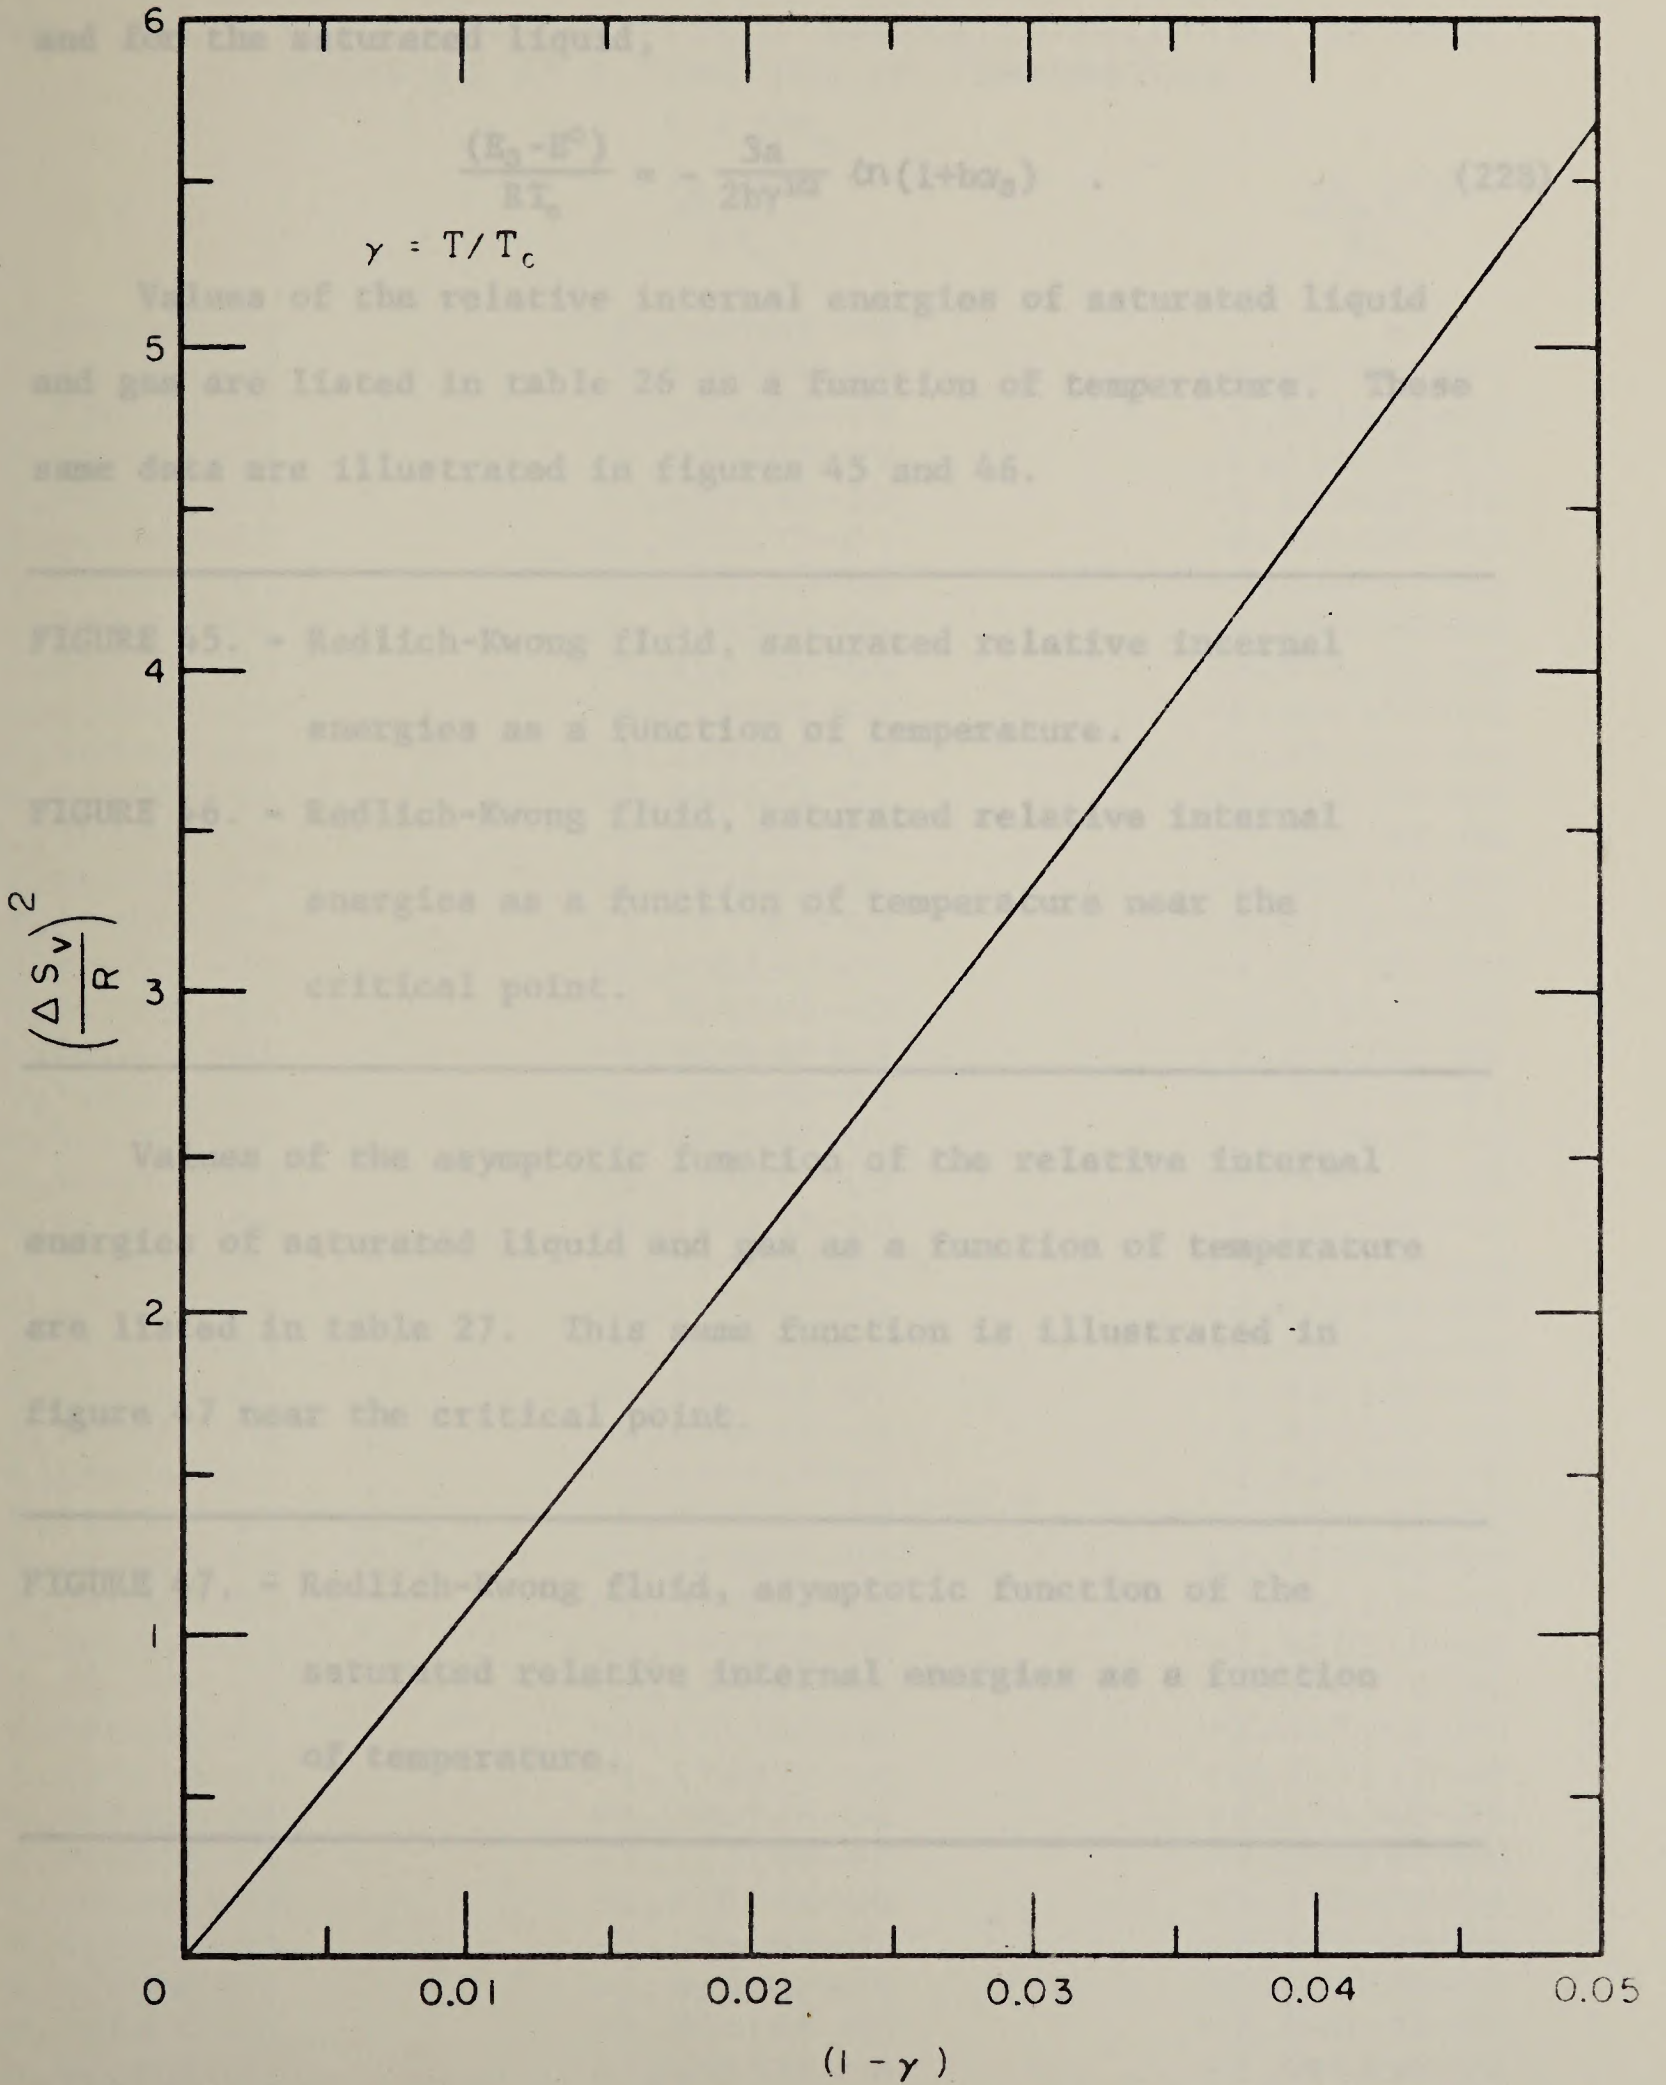 and for the saturated liquid,
(228)
γ = T/T_c
Values of the relative internal energies of saturated liquid
and gas are listed in table 26 as a function of temperature. These
same data are illustrated in figures 45 and 46.
FIGURE 45. - Redlich-Kwong fluid, saturated relative internal
energies as a function of temperature.
FIGURE 46. - Redlich-Kwong fluid, saturated relative internal
energies as a function of temperature near the
critical point.
Values of the asymptotic function of the relative internal
energies of saturated liquid and gas as a function of temperature
are listed in table 27. This same function is illustrated in
figure 47 near the critical point.
FIGURE 47. - Redlich-Kwong fluid, asymptotic function of the
saturated relative internal energies as a function
of temperature.
6
5
4
3
2
1
(ΔS_v/R)^2
0 0.01 0.02 0.03 0.04 0.05
(1 - γ)